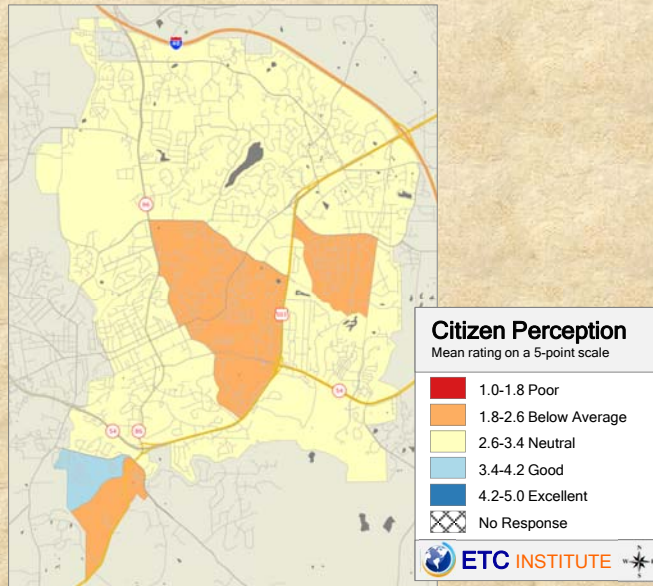 40
86
501
54
54
86
Citizen Perception
Mean rating on a 5-point scale
1.0-1.8 Poor
1.8-2.6 Below Average
2.6-3.4 Neutral
3.4-4.2 Good
4.2-5.0 Excellent
No Response
ETC INSTITUTE
N
W E
S